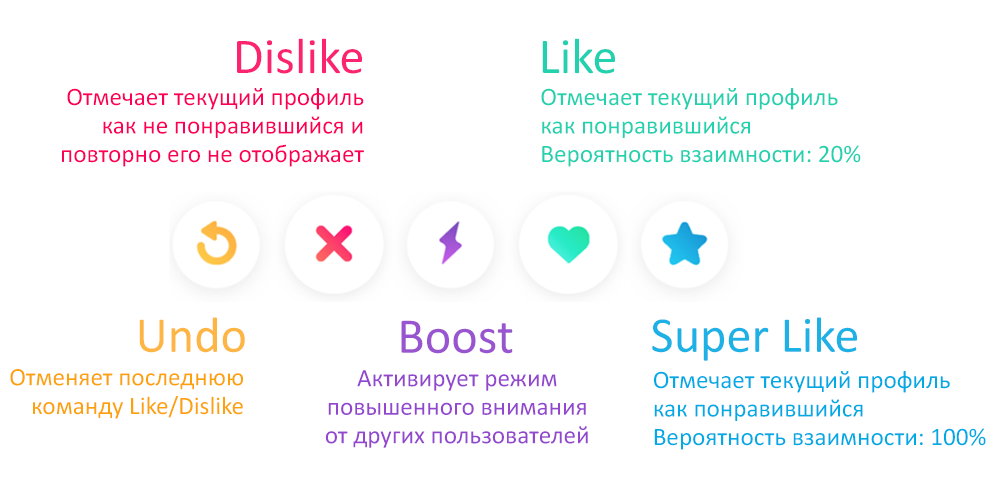 Dislike
Отмечает текущий профиль
как не понравившийся и
повторно его не отображает
Like
Отмечает текущий профиль
как понравившийся
Вероятность взаимности: 20%
Undo
Отменяет последнюю
команду Like/Dislike
Boost
Активирует режим
повышенного внимания
от других пользователей
Super Like
Отмечает текущий профиль
как понравившийся
Вероятность взаимности: 100%